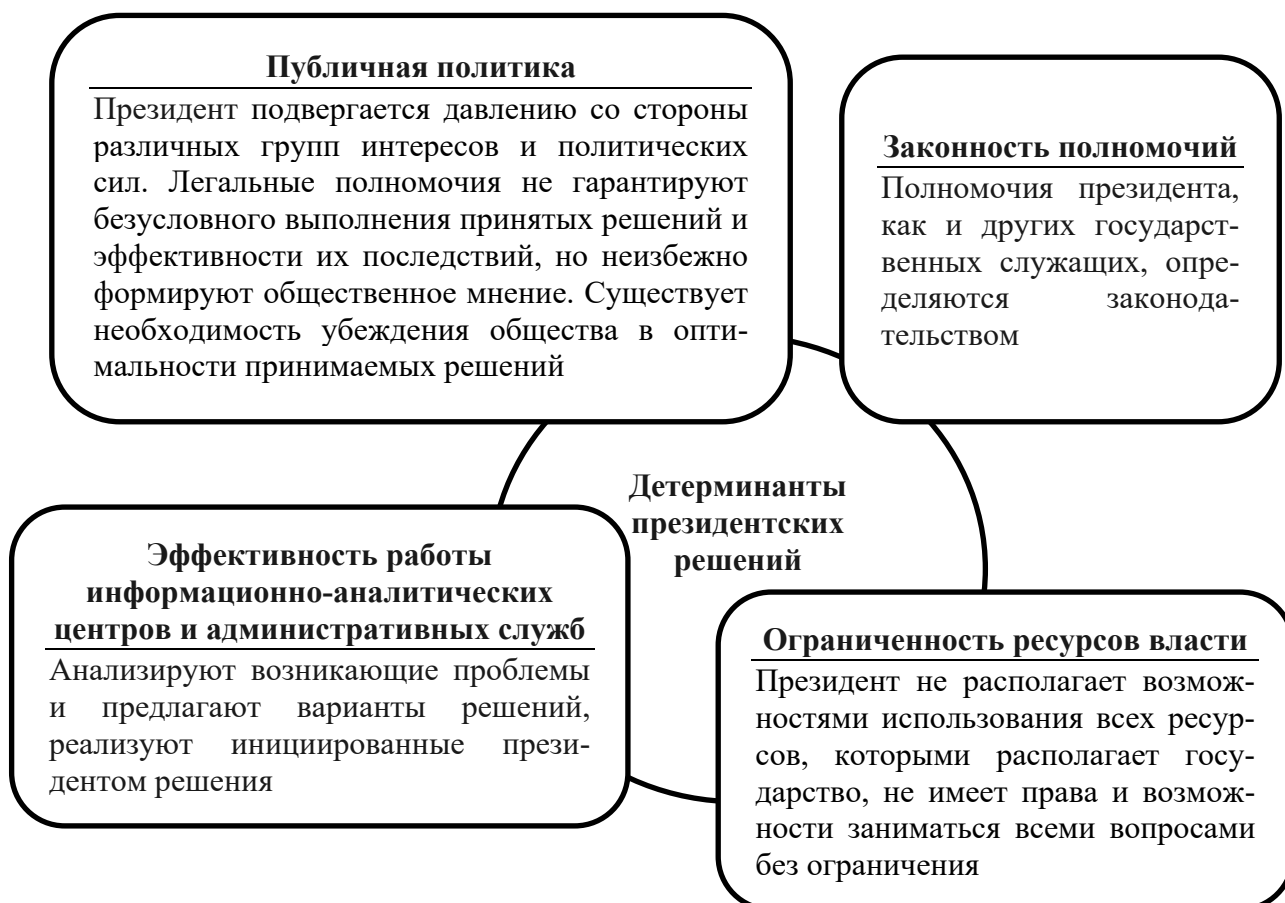 Публичная политика
Президент подвергается давлению со стороны
различных групп интересов и политических
сил. Легальные полномочия не гарантируют
безусловного выполнения принятых решений и
эффективности их последствий, но неизбежно
формируют общественное мнение. Существует
необходимость убеждения общества в опти-
мальности принимаемых решений
Законность полномочий
Полномочия президента,
как и других государст-
венных служащих, опре-
деляются законода-
тельством
Детерминанты
президентских
решений
Эффективность работы
информационно-аналитических
центров и административных служб
Анализируют возникающие проблемы
и предлагают варианты решений,
реализуют инициированные прези-
дентом решения
Ограниченность ресурсов власти
Президент не располагает возмож-
ностями использования всех ресур-
сов, которыми располагает госу-
дарство, не имеет права и возмож-
ности заниматься всеми вопросами
без ограничения